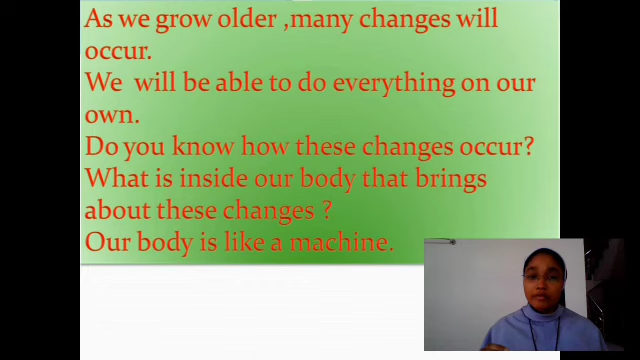 As we grow older ,many changes will
occur.
We will be able to do everything on our
own.
Do you know how these changes occur?
What is inside our body that brings
about these changes ?
Our body is like a machine.